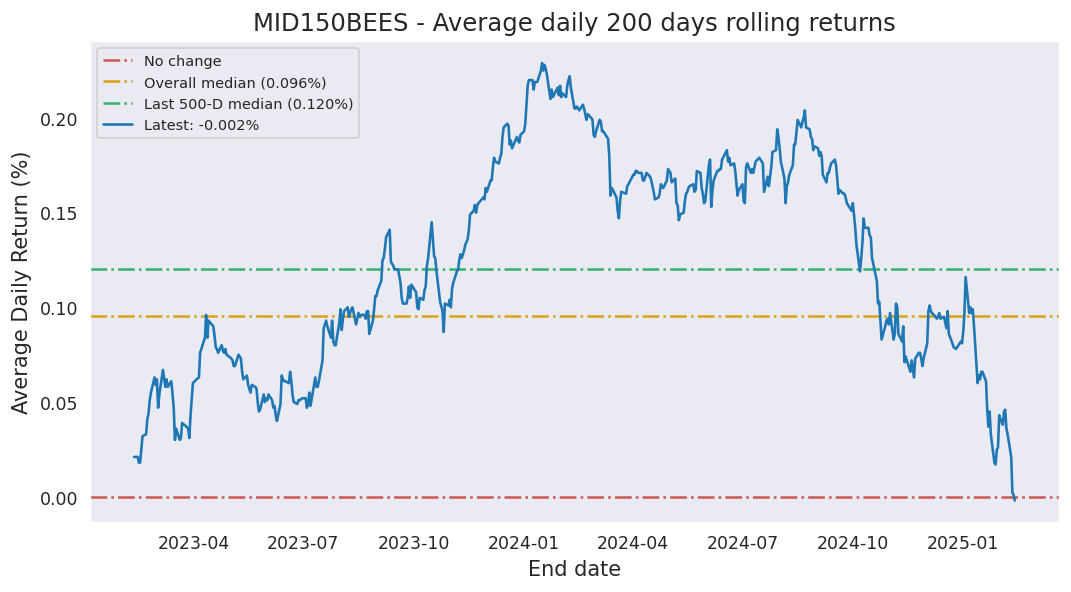 MID150BEES - Average daily 200 days rolling returns
No change
Overall median (0.096%)
Last 500-D median (0.120%)
Latest: -0.002%
Average Daily Return (%)
0.20
0.15
0.10
0.05
0.00
2023-04 2023-07 2023-10 2024-01 2024-04 2024-07 2024-10 2025-01
End date